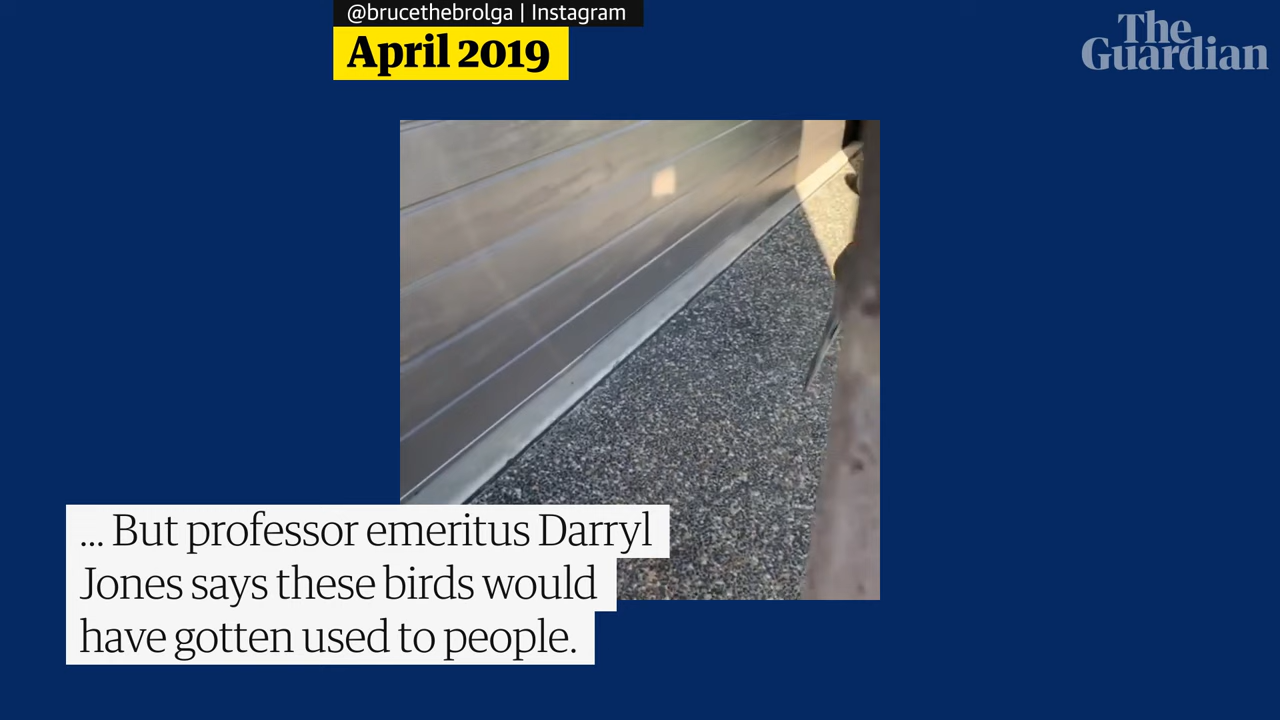 @brucethebrolga | Instagram
April 2019
The
Guardian
... But professor emeritus Darryl
Jones says these birds would
have gotten used to people.